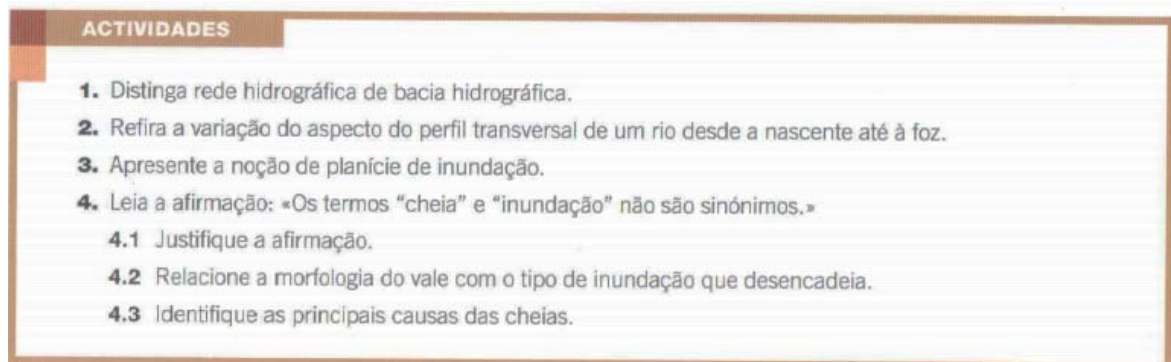 ACTIVIDADES
1. Distinga rede hidrográfica de bacia hidrográfica.
2. Refira a variação do aspecto do perfil transversal de um rio desde a nascente até à foz.
3. Apresente a noção de planície de inundação.
4. Leia a afirmação: «Os termos "cheia" e "inundação" não são sinónimos.»
4.1 Justifique a afirmação.
4.2 Relacione a morfologia do vale com o tipo de inundação que desencadeia.
4.3 Identifique as principais causas das cheias.